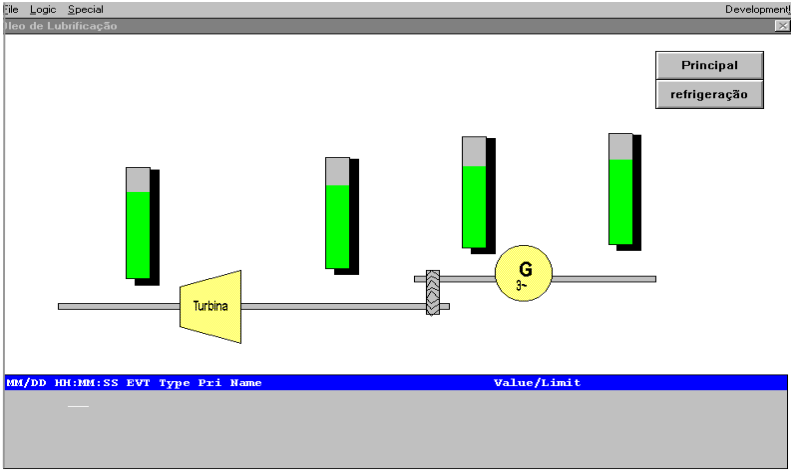 File Logic Special Development!
Óleo de Lubrificação
Principal
refrigeração
G
3~
Turbina
MM/DD HH:MM:SS EVT Type Pri Name Value/Limit